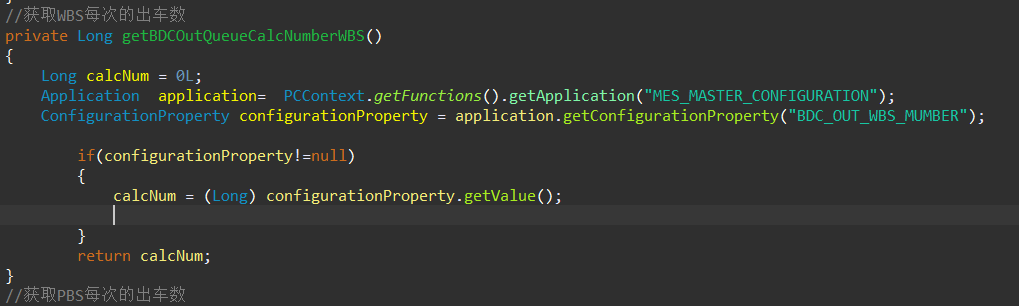 }
//获取WBS每次的出车数
private Long getBDCOutQueueCalcNumberWBS()
{
Long calcNum = 0L;
Application application= PCContext.getFunctions().getApplication("MES_MASTER_CONFIGURATION");
ConfigurationProperty configurationProperty = application.getConfigurationProperty("BDC_OUT_WBS_MUMBER");
if(configurationProperty!=null)
{
calcNum = (Long) configurationProperty.getValue();
}
return calcNum;
}
//获取PBS每次的出车数